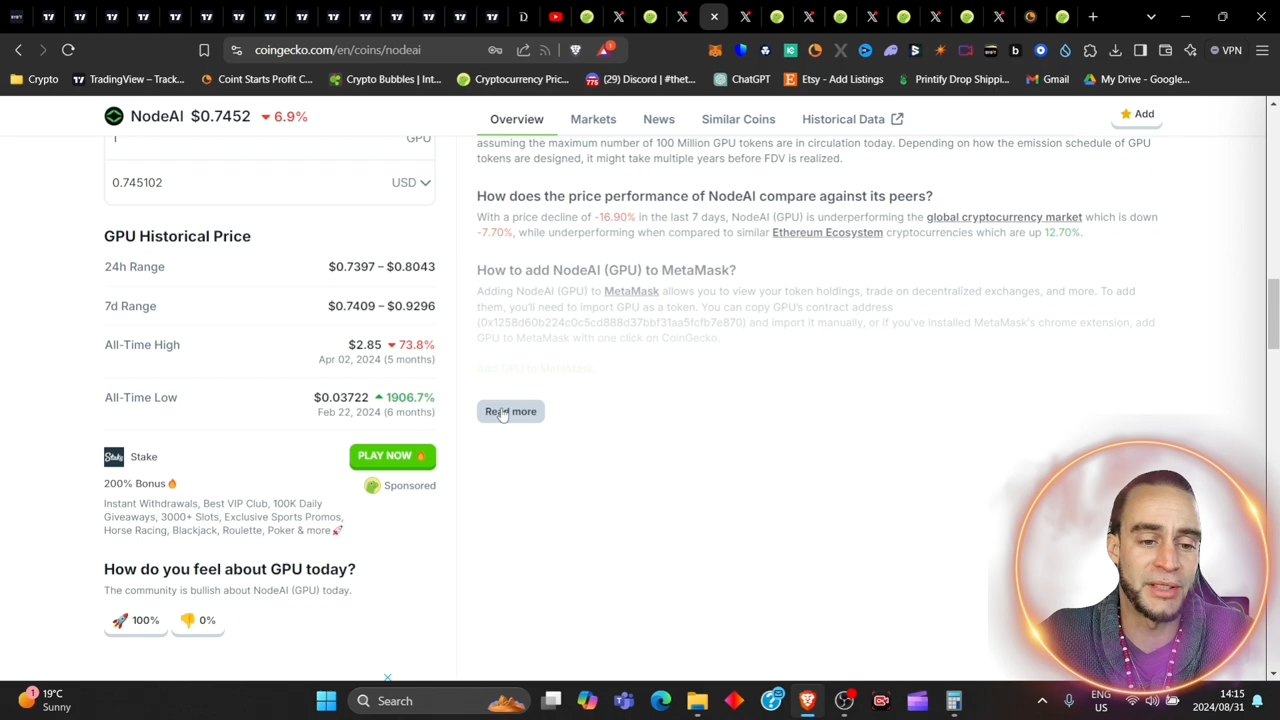 coingecko.com/en/coins/nodeai
1
VPN
Crypto
TradingView – Track...
Coint Starts Profit C...
Crypto Bubbles | Int...
Cryptocurrency Pric...
775
(29) Discord | #thet...
ChatGPT
Etsy - Add Listings
Printify Drop Shippi...
Gmail
My Drive - Google...
NodeAI $0.7452 6.9%
Overview
Markets
News
Similar Coins
Historical Data
Add
1
GPU
0.745102
USD
GPU Historical Price
24h Range
$0.7397 – $0.8043
7d Range
$0.7409 – $0.9296
All-Time High
$2.85 73.8%
Apr 02, 2024 (5 months)
All-Time Low
$0.03722 1906.7%
Feb 22, 2024 (6 months)
Stake
Stake
PLAY NOW
200% Bonus
Sponsored
Instant Withdrawals, Best VIP Club, 100K Daily
Giveaways, 3000+ Slots, Exclusive Sports Promos,
Horse Racing, Blackjack, Roulette, Poker & more
How do you feel about GPU today?
The community is bullish about NodeAI (GPU) today.
100%
0%
assuming the maximum number of 100 Million GPU tokens are in circulation today. Depending on how the emission schedule of GPU
tokens are designed, it might take multiple years before FDV is realized.
How does the price performance of NodeAI compare against its peers?
With a price decline of -16.90% in the last 7 days, NodeAI (GPU) is underperforming the global cryptocurrency market which is down
-7.70%, while underperforming when compared to similar Ethereum Ecosystem cryptocurrencies which are up 12.70%.
How to add NodeAI (GPU) to MetaMask?
Adding NodeAI (GPU) to MetaMask allows you to view your token holdings, trade on decentralized exchanges, and more. To add
them, you'll need to import GPU as a token. You can copy GPU's contract address
(0x1258d60b224c0c5cd888d37bbf31aa5fcfb7e870) and import it manually, or if you've installed MetaMask's chrome extension, add
GPU to MetaMask with one click on CoinGecko.
Add GPU to MetaMask.
Read more
1
19°C
Sunny
Search
ENG
US
14:15
2024/08/31